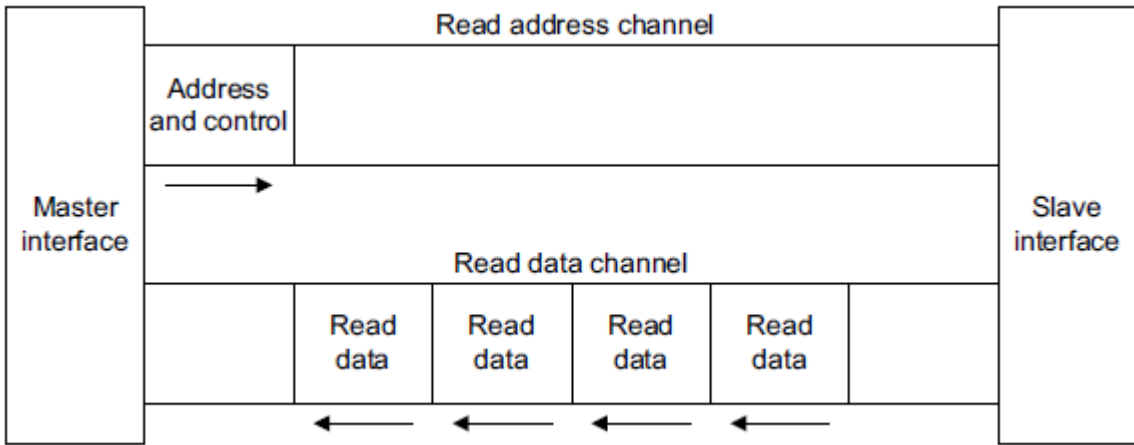 Read address channel
Address
and control
Master
interface
Slave
interface
Read data channel
Read
data
Read
data
Read
data
Read
data